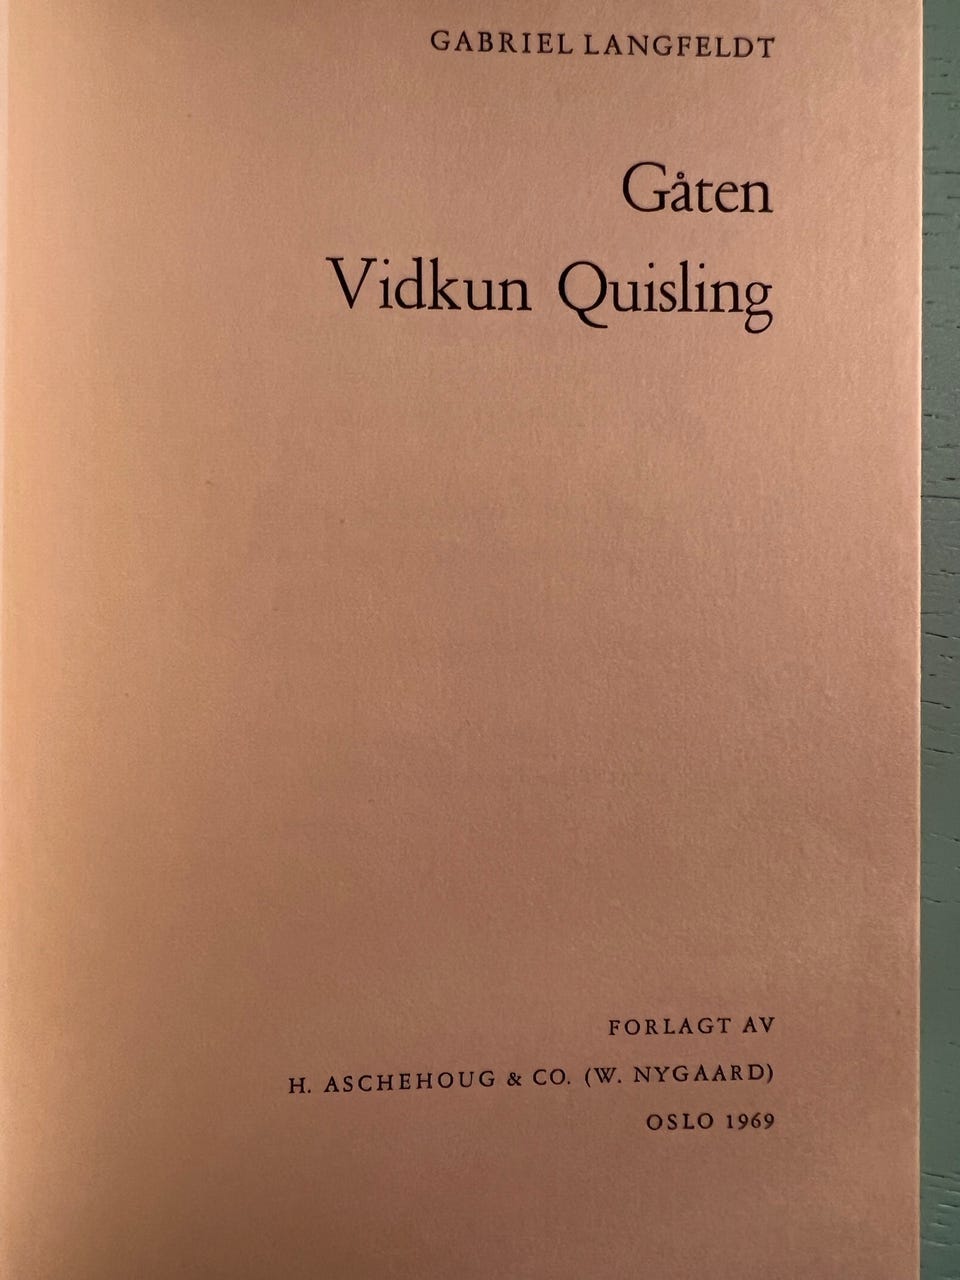 GABRIEL LANGFELDT
Gåten
Vidkun Quisling
FORLAGT AV
H. ASCHEHOUG & CO. (W. NYGAARD)
OSLO 1969